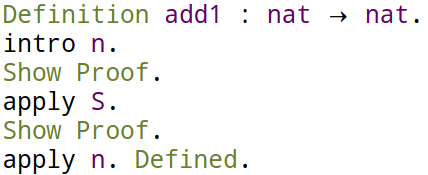 Definition add1 : nat → nat.
intro n.
Show Proof.
apply S.
Show Proof.
apply n. Defined.